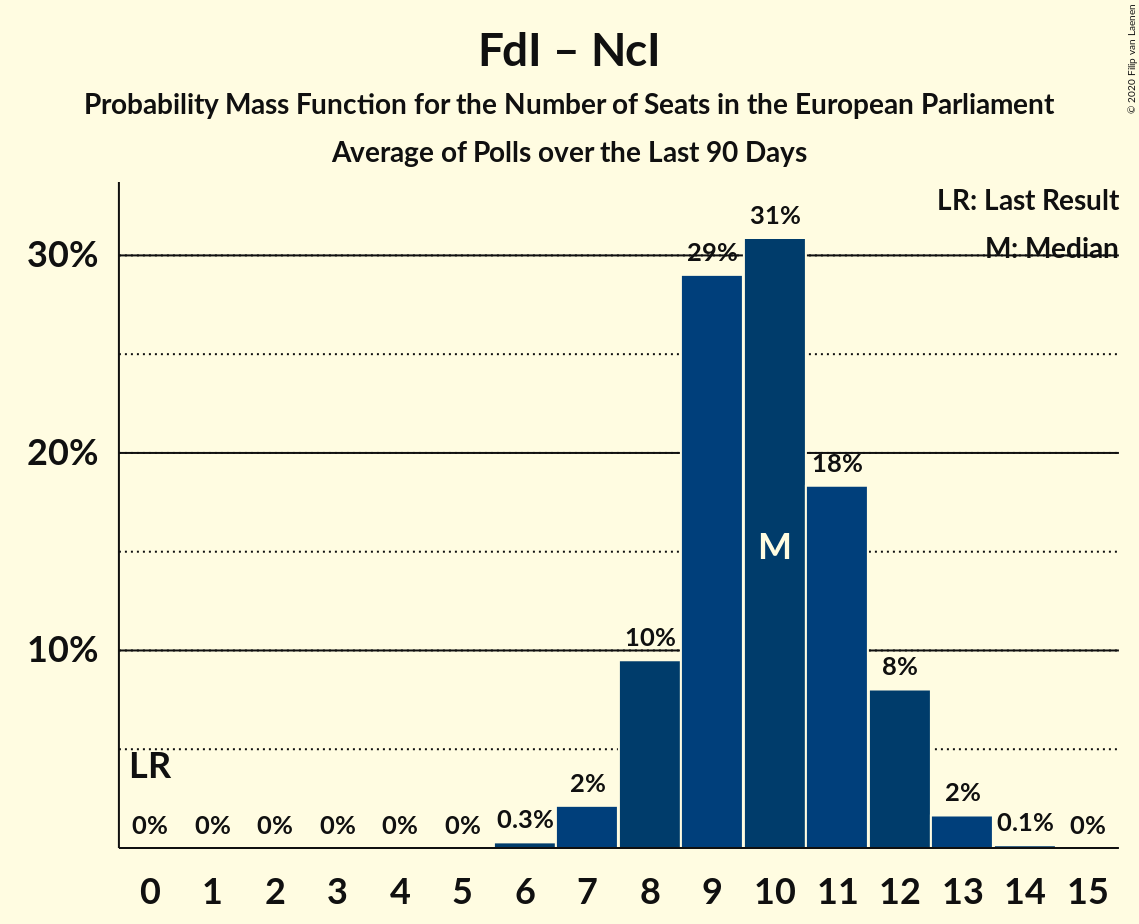 FdI – NcI
Probability Mass Function for the Number of Seats in the European Parliament
Average of Polls over the Last 90 Days
© 2020 Filip van Laenen
LR: Last Result
M: Median
30%
20%
10%
0%
0%
0%
0%
0%
0%
0.3%
2%
10%
29%
31%
18%
8%
2%
0.1%
0%
LR
M
0 1 2 3 4 5 6 7 8 9 10 11 12 13 14 15